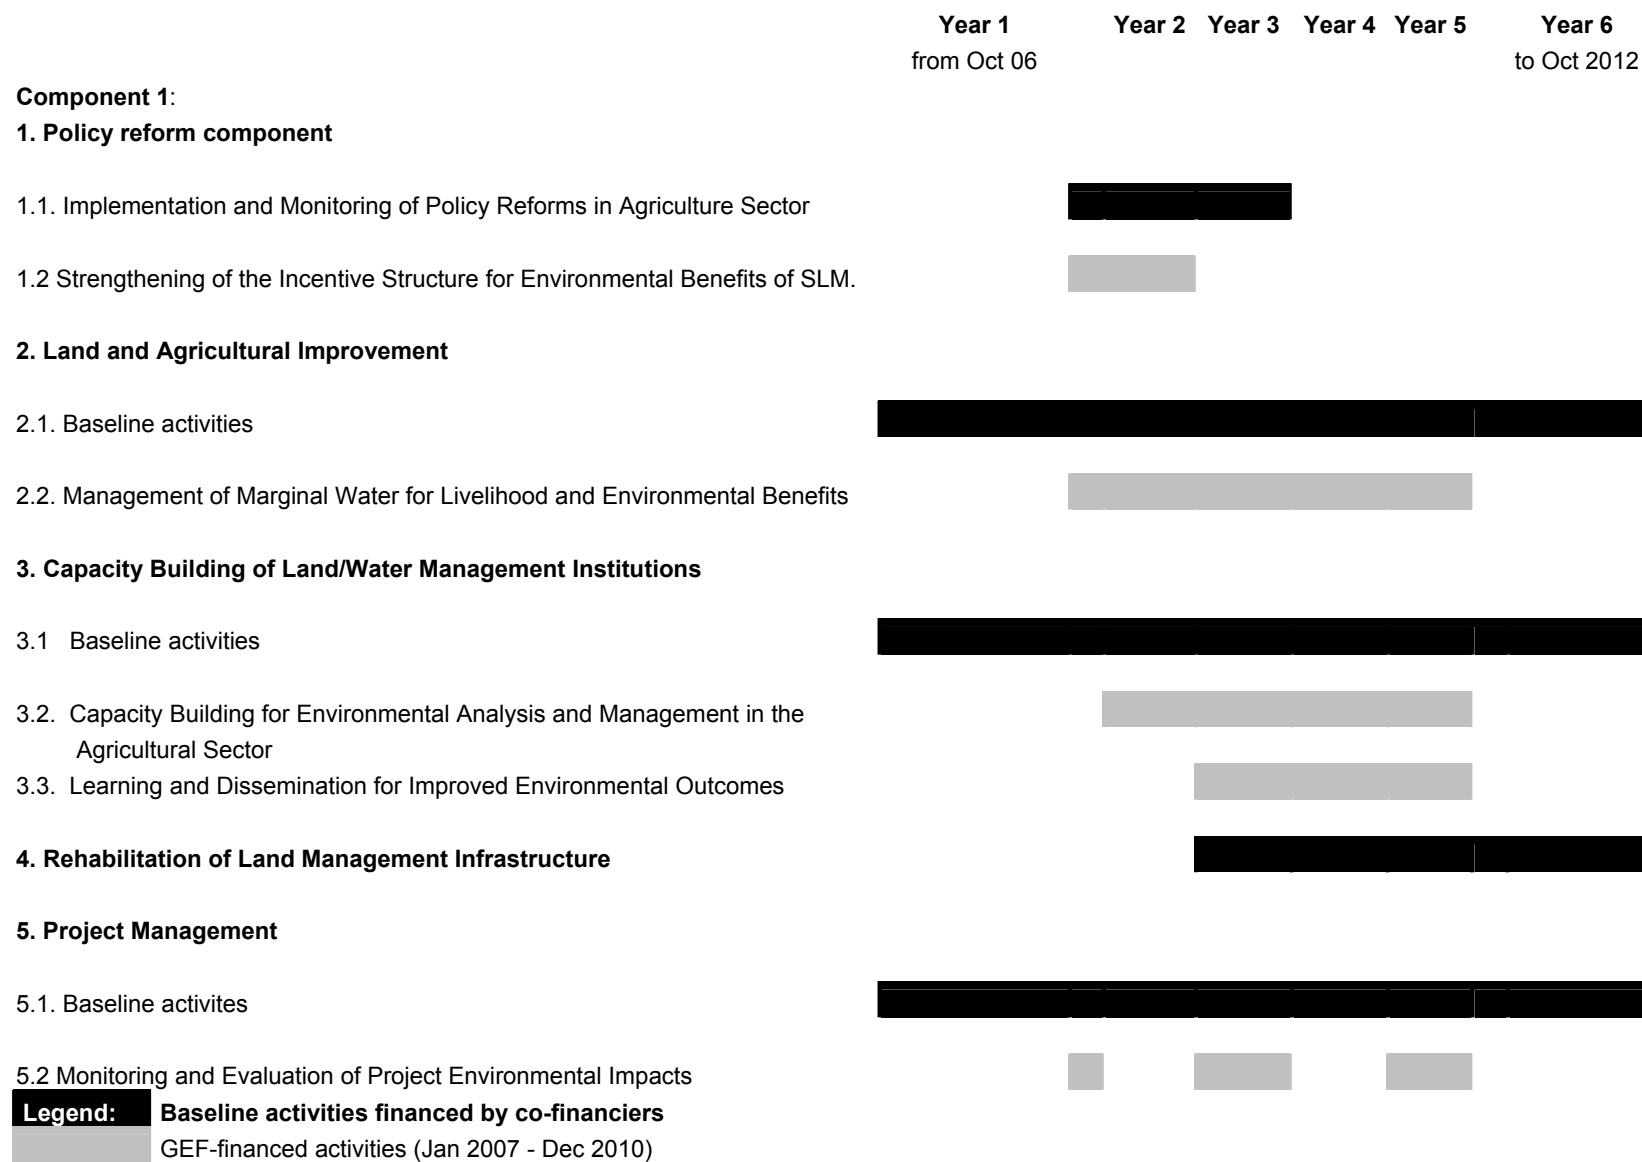 Year 1 Year 2 Year 3 Year 4 Year 5 Year 6
from Oct 06 to Oct 2012
Component 1:
1. Policy reform component
1.1. Implementation and Monitoring of Policy Reforms in Agriculture Sector
1.2 Strengthening of the Incentive Structure for Environmental Benefits of SLM.
2. Land and Agricultural Improvement
2.1. Baseline activities
2.2. Management of Marginal Water for Livelihood and Environmental Benefits
3. Capacity Building of Land/Water Management Institutions
3.1 Baseline activities
3.2. Capacity Building for Environmental Analysis and Management in the
Agricultural Sector
3.3. Learning and Dissemination for Improved Environmental Outcomes
4. Rehabilitation of Land Management Infrastructure
5. Project Management
5.1. Baseline activites
5.2 Monitoring and Evaluation of Project Environmental Impacts
Legend: Baseline activities financed by co-financiers
GEF-financed activities (Jan 2007 - Dec 2010)